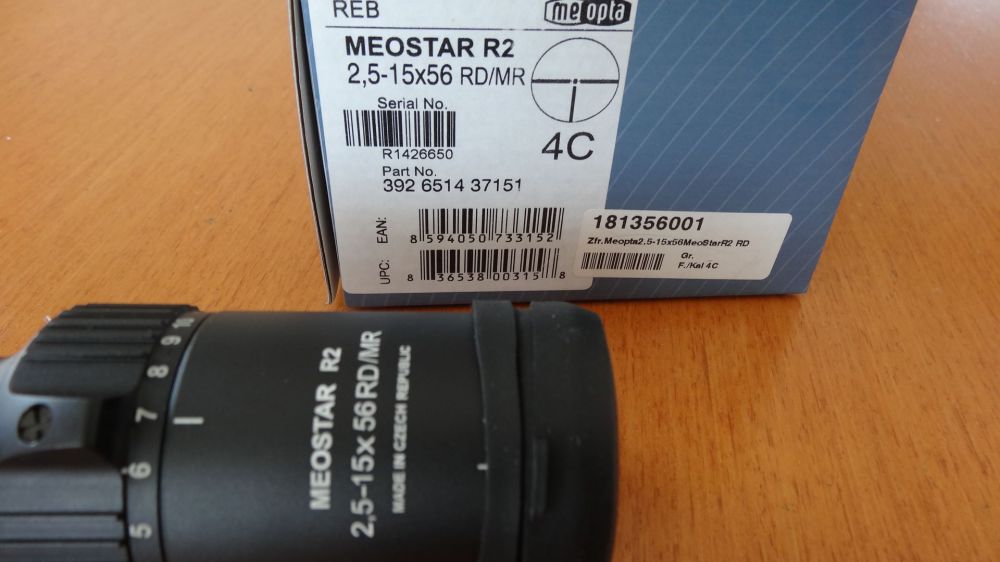 REB
meopta
MEOSTAR R2
2,5-15x56 RD/MR
Serial No.
R1426650
4C
Part No.
392 6514 37151
EAN:
8 594050 733152
UPC:
8 36538 00315 8
181356001
Zfr.Meopta2.5-15x56MeoStarR2 RD
Gr.
F./Kal 4C
10
9
8
7
6
5
MEOSTAR R2
2,5-15x56 RD/MR
MADE IN CZECH REPUBLIC